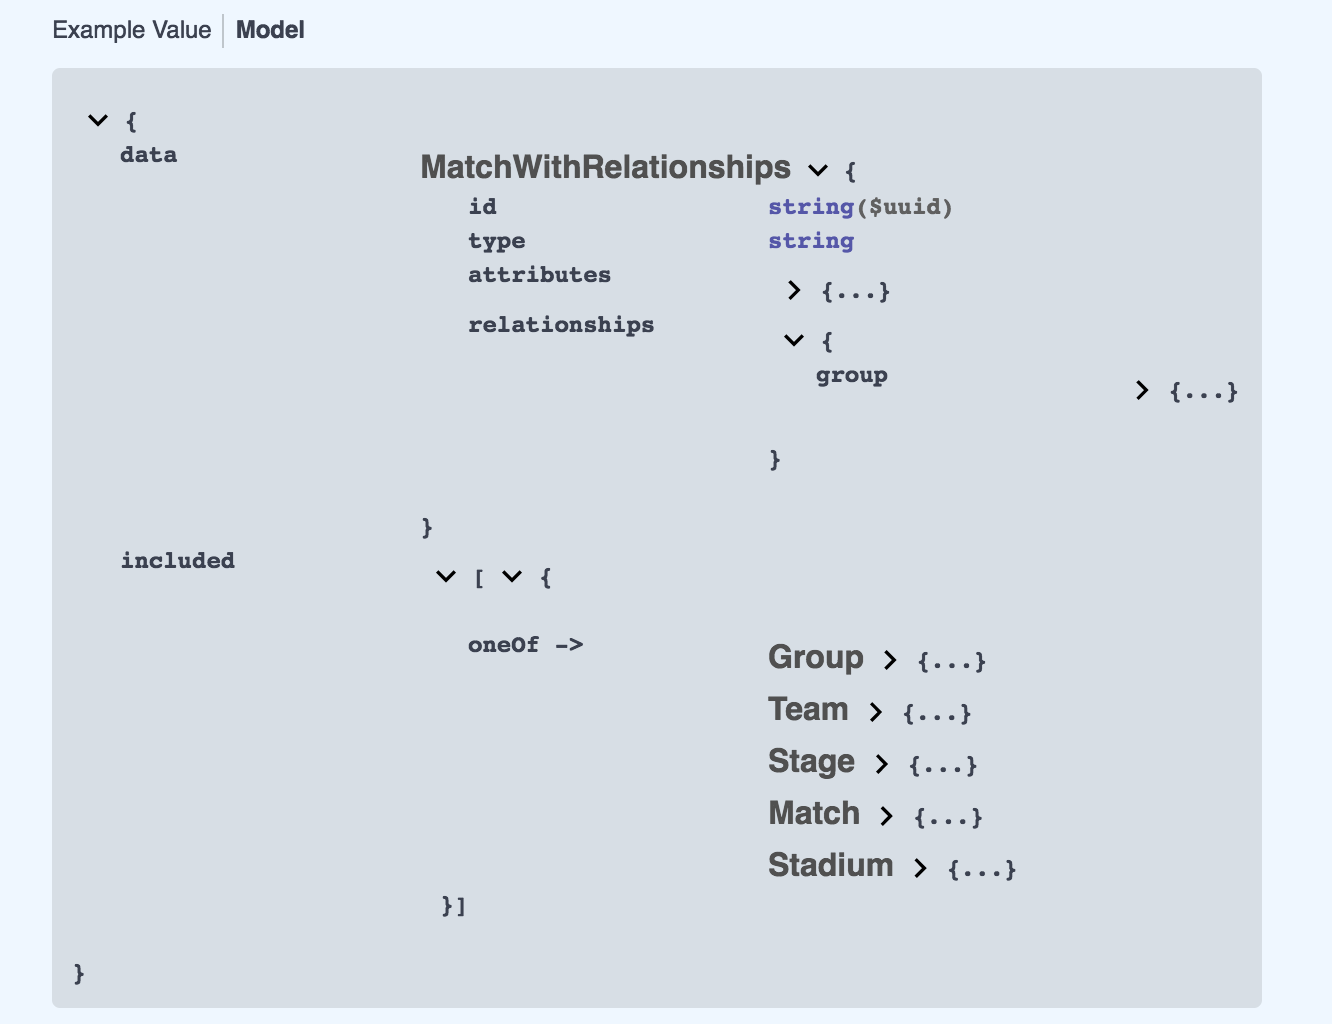 Example Value Model
{
data
MatchWithRelationships {
id string($uuid)
type string
attributes
{...}
relationships
{
group
{...}
}
}
included
[ {
oneOf ->
Group {...}
Team {...}
Stage {...}
Match {...}
Stadium {...}
}]
}